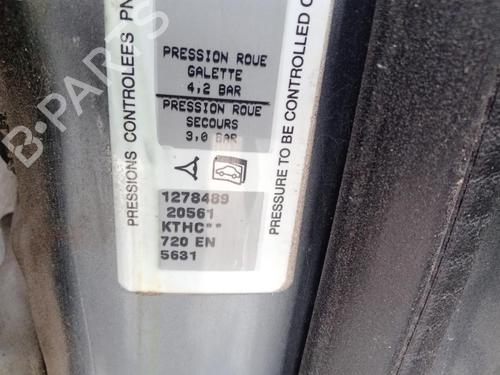 PRESSIONS CONTROLEES PN
PRESSION ROUE
GALETTE
4,2 BAR
PRESSION ROUE
SECOURS
3,0 BAR
PRESSURE TO BE CONTROLLED
1278489
20561
KTHC**
720 EN
5631
B-PARTS